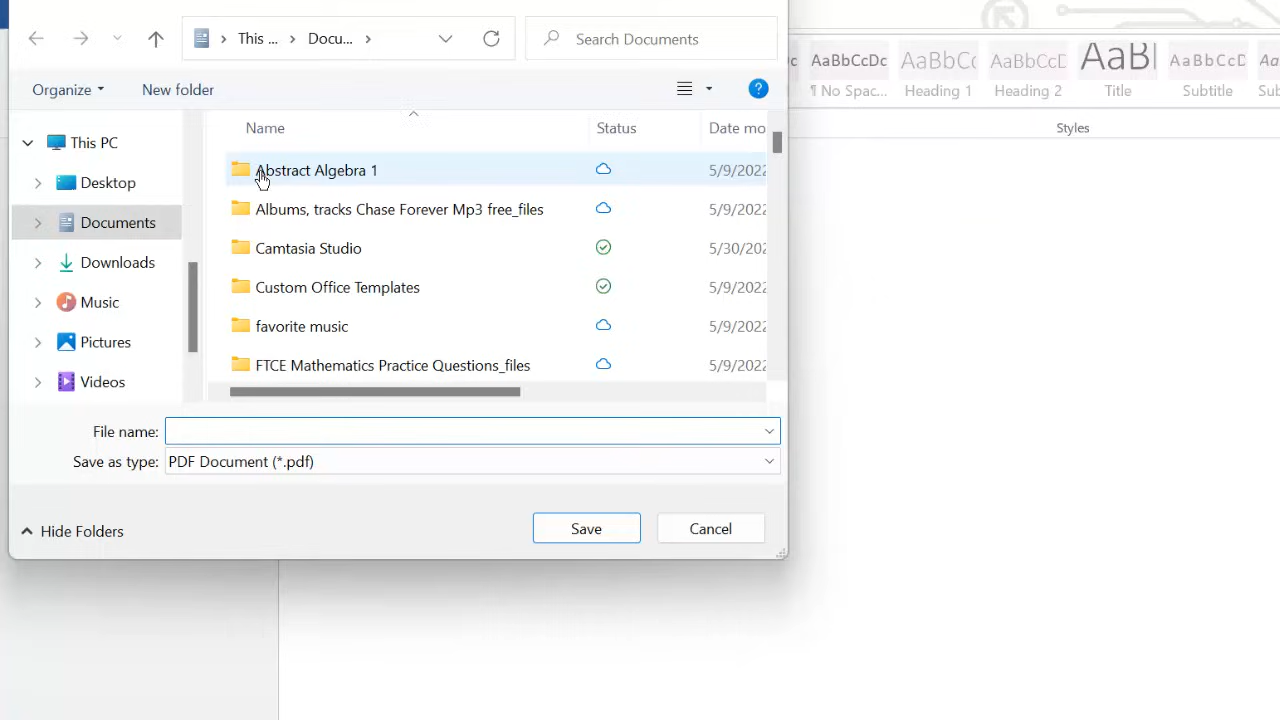 This ... Docu... Search Documents
Organize New folder
AaBbCcDc AaBbCc AaBbCcD AaBl AaBbCcD
¶ No Spac... Heading 1 Heading 2 Title Subtitle
Styles
Name Status Date mo
This PC
Desktop
Documents
Downloads
Music
Pictures
Videos
Abstract Algebra 1 5/9/2022
Albums, tracks Chase Forever Mp3 free_files 5/9/2022
Camtasia Studio 5/30/202
Custom Office Templates 5/9/2022
favorite music 5/9/2022
FTCE Mathematics Practice Questions_files 5/9/2022
File name:
Save as type: PDF Document (*.pdf)
Hide Folders Save Cancel